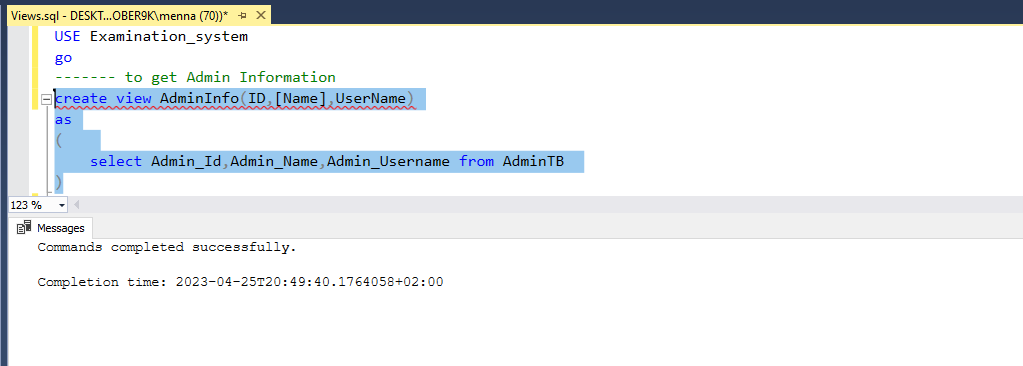 Views.sql - DESKT...OBER9K\menna (70))*
USE Examination_system
go
------- to get Admin Information
create view AdminInfo(ID,[Name],UserName)
as
(
select Admin_Id,Admin_Name,Admin_Username from AdminTB
)
123 %
Messages
Commands completed successfully.
Completion time: 2023-04-25T20:49:40.1764058+02:00